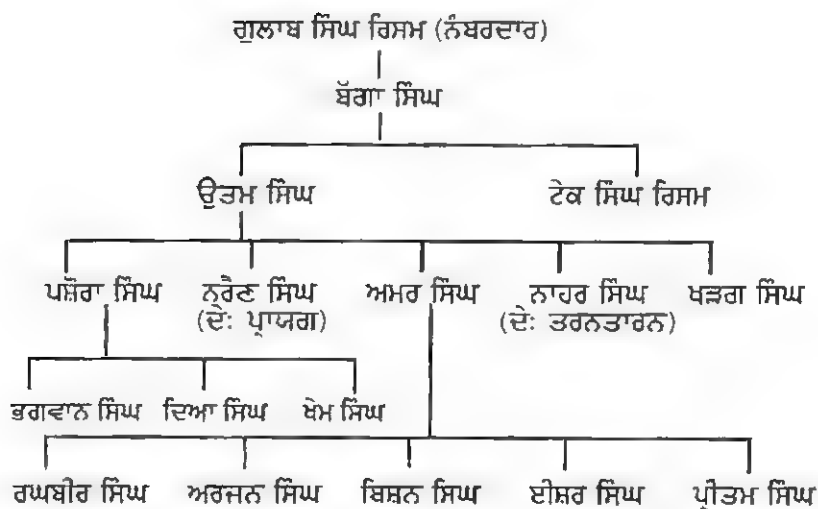 ਗੁਲਾਬ ਸਿੰਘ ਰਿਸਮ (ਨੰਬਰਦਾਰ)
ਬੱਗਾ ਸਿੰਘ
ਉਤਮ ਸਿੰਘ ਟੇਕ ਸਿੰਘ ਰਿਸਮ
ਪਸ਼ੌਰਾ ਸਿੰਘ ਨਰੈਣ ਸਿੰਘ ਅਮਰ ਸਿੰਘ ਨਾਹਰ ਸਿੰਘ ਖੜਗ ਸਿੰਘ
(ਦੇਃ ਪ੍ਰਾਯਗ) (ਦੇਃ ਤਰਨਤਾਰਨ)
ਭਗਵਾਨ ਸਿੰਘ ਦਿਆ ਸਿੰਘ ਖੇਮ ਸਿੰਘ
ਰਘਬੀਰ ਸਿੰਘ ਅਰਜਨ ਸਿੰਘ ਬਿਸ਼ਨ ਸਿੰਘ ਈਸ਼ਰ ਸਿੰਘ ਪ੍ਰੀਤਮ ਸਿੰਘ